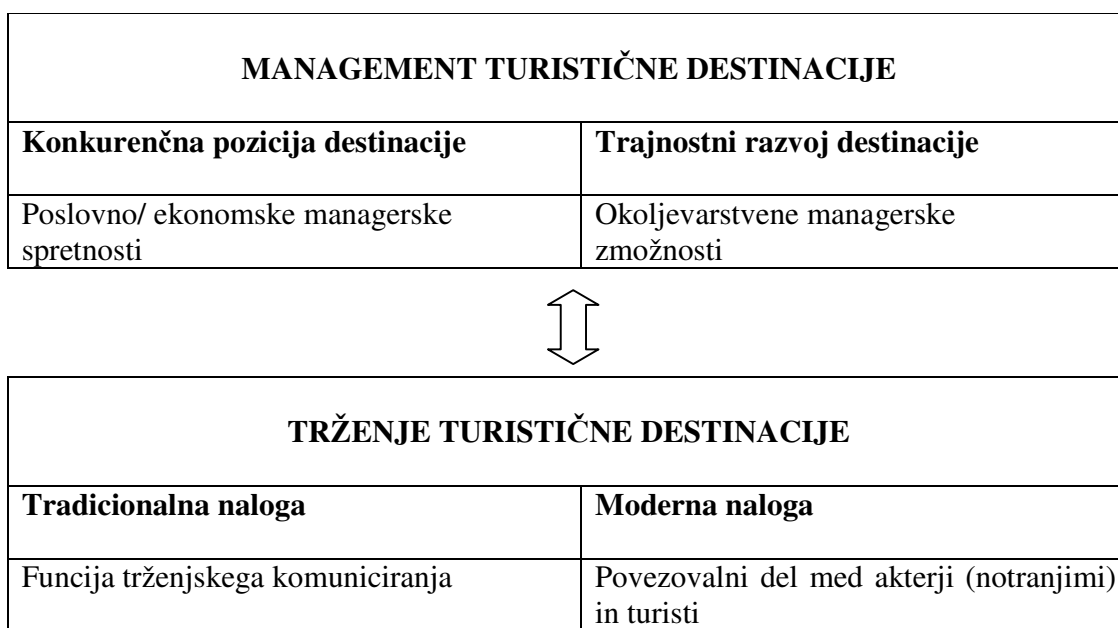 MANAGEMENT TURISTIČNE DESTINACIJE
Konkurenčna pozicija destinacije
Trajnostni razvoj destinacije
Poslovno/ ekonomske managerske
spretnosti
Okoljevarstvene managerske
zmožnosti
TRŽENJE TURISTIČNE DESTINACIJE
Tradicionalna naloga
Moderna naloga
Funcija trženjskega komuniciranja
Povezovalni del med akterji (notranjimi)
in turisti